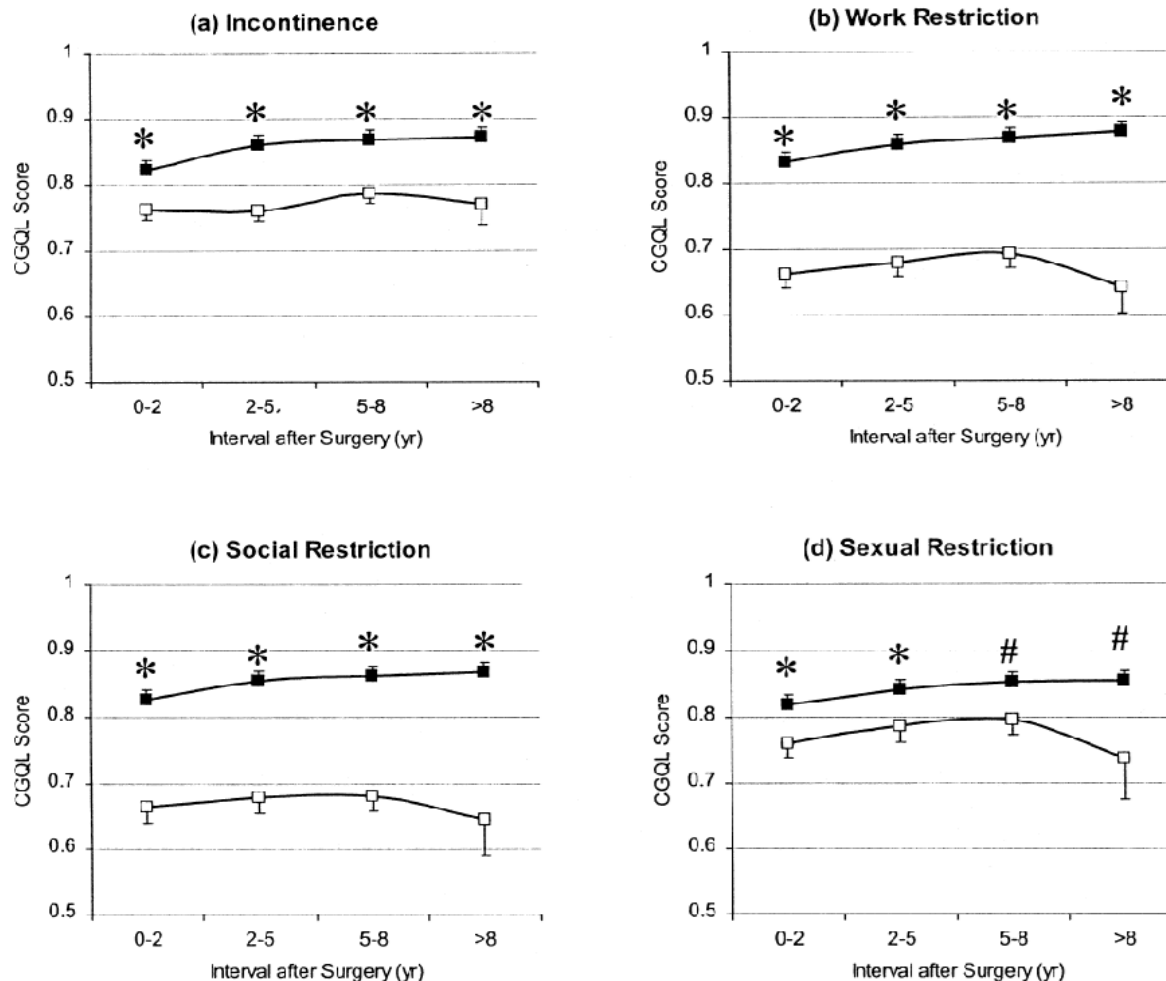 (a) Incontinence
1
0.9
0.8
0.7
0.6
0.5
CGQL Score
* * * *
0-2 2-5, 5-8 >8
Interval after Surgery (yr)
(b) Work Restriction
1
0.9
0.8
0.7
0.6
0.5
CGQL Score
* * * *
0-2 2-5 5-8 >8
Interval after Surgery (yr)
(c) Social Restriction
1
0.9
0.8
0.7
0.6
0.5
CGQL Score
* * * *
0-2 2-5 5-8 >8
Interval after Surgery (yr)
(d) Sexual Restriction
1
0.9
0.8
0.7
0.6
0.5
CGQL Score
* * # #
0-2 2-5 5-8 >8
Interval after Surgery (yr)